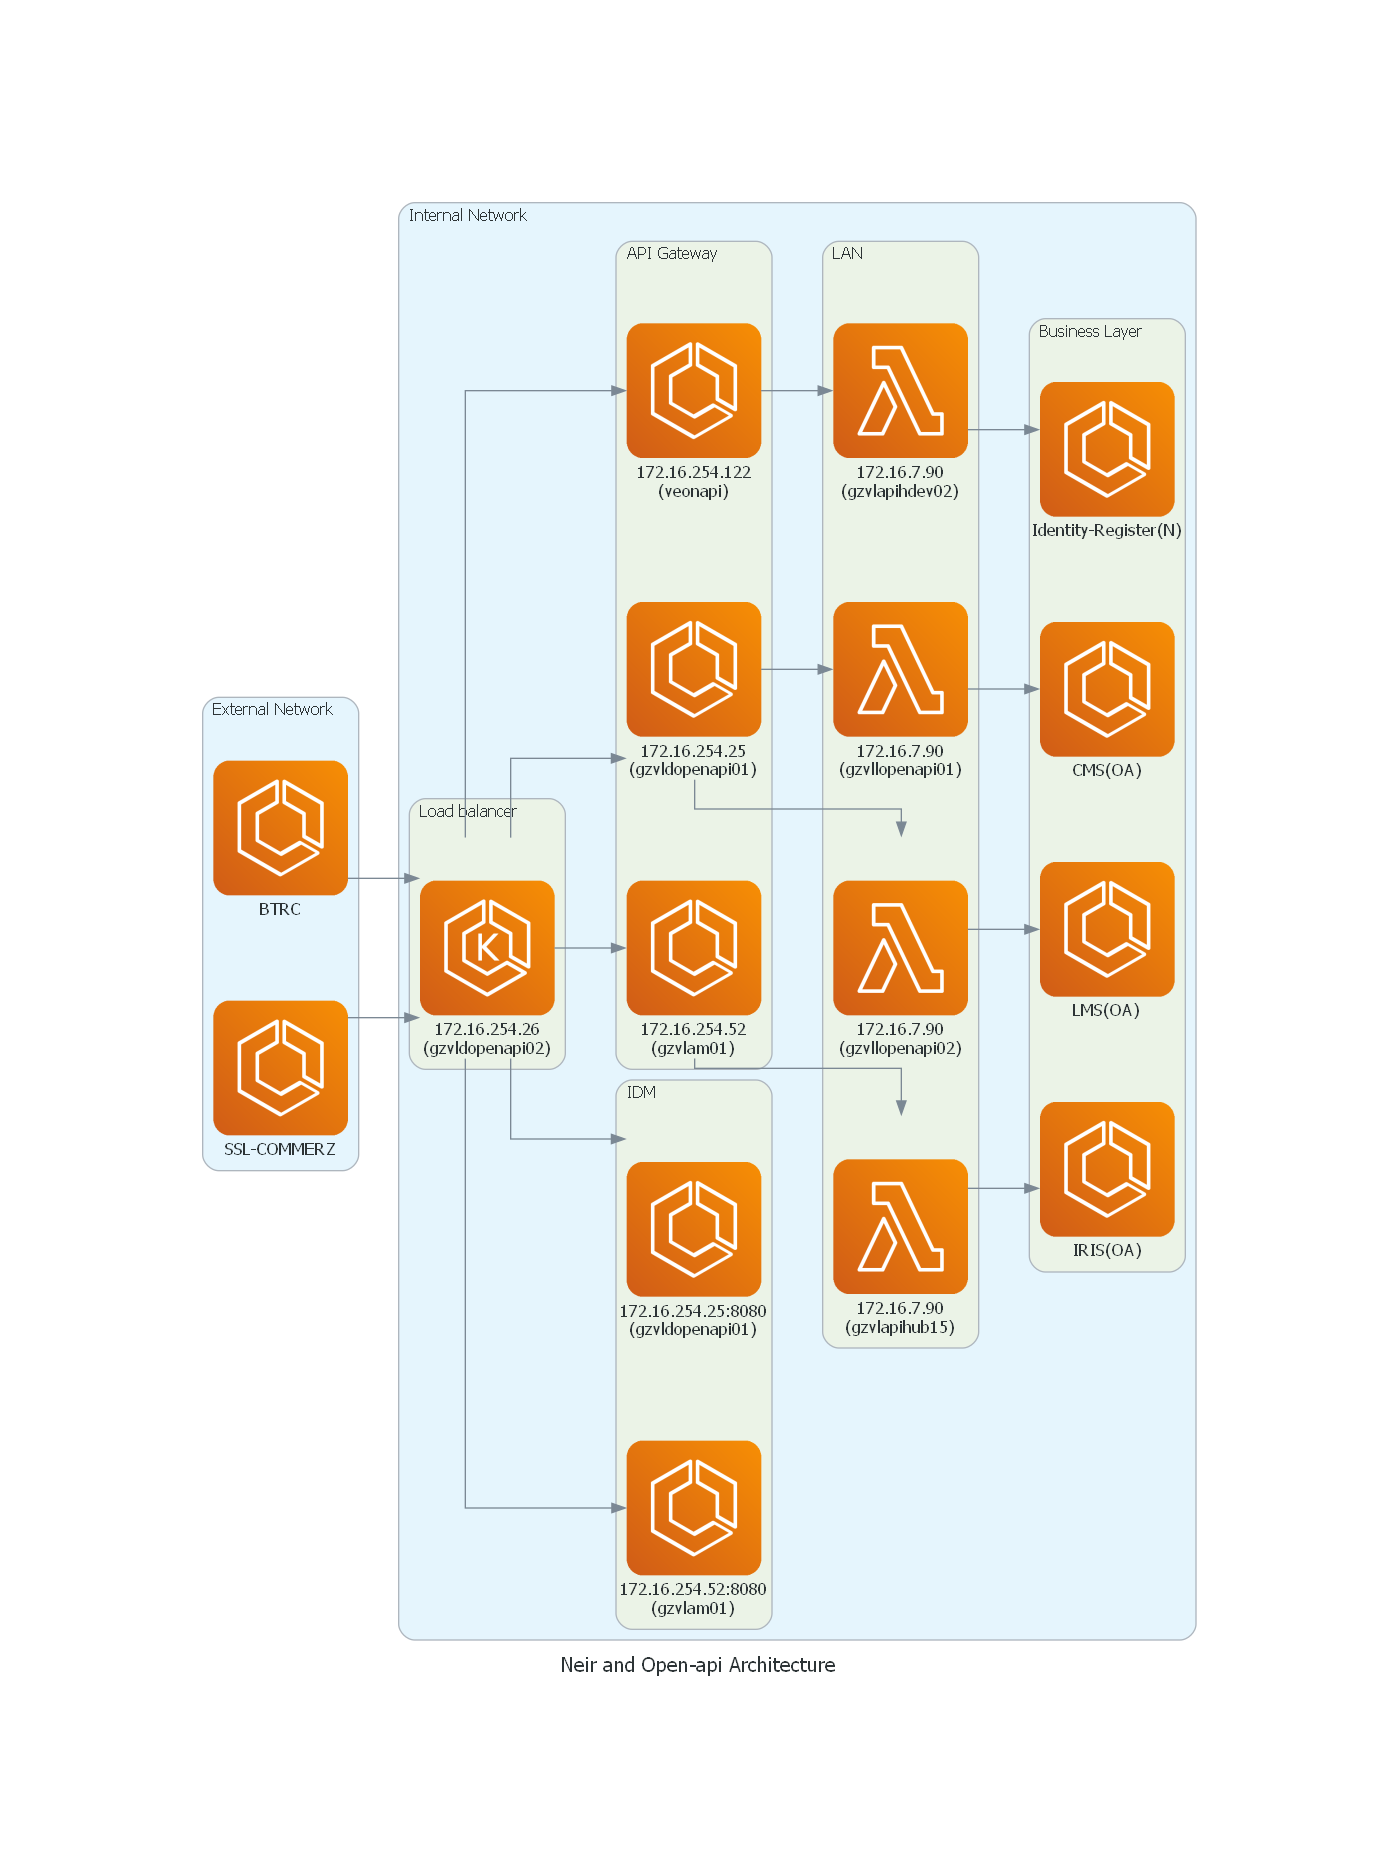 Internal Network
API Gateway
LAN
Business Layer
172.16.254.122
(veonapi)
172.16.7.90
(gzvlapihdev02)
Identity-Register(N)
External Network
172.16.254.25
(gzvldopenapi01)
172.16.7.90
(gzvllopenapi01)
CMS(OA)
Load balancer
BTRC
K
172.16.254.26
(gzvldopenapi02)
172.16.254.52
(gzvlam01)
172.16.7.90
(gzvllopenapi02)
LMS(OA)
IDM
SSL-COMMERZ
172.16.254.25:8080
(gzvldopenapi01)
172.16.7.90
(gzvlapihub15)
IRIS(OA)
172.16.254.52:8080
(gzvlam01)
Neir and Open-api Architecture